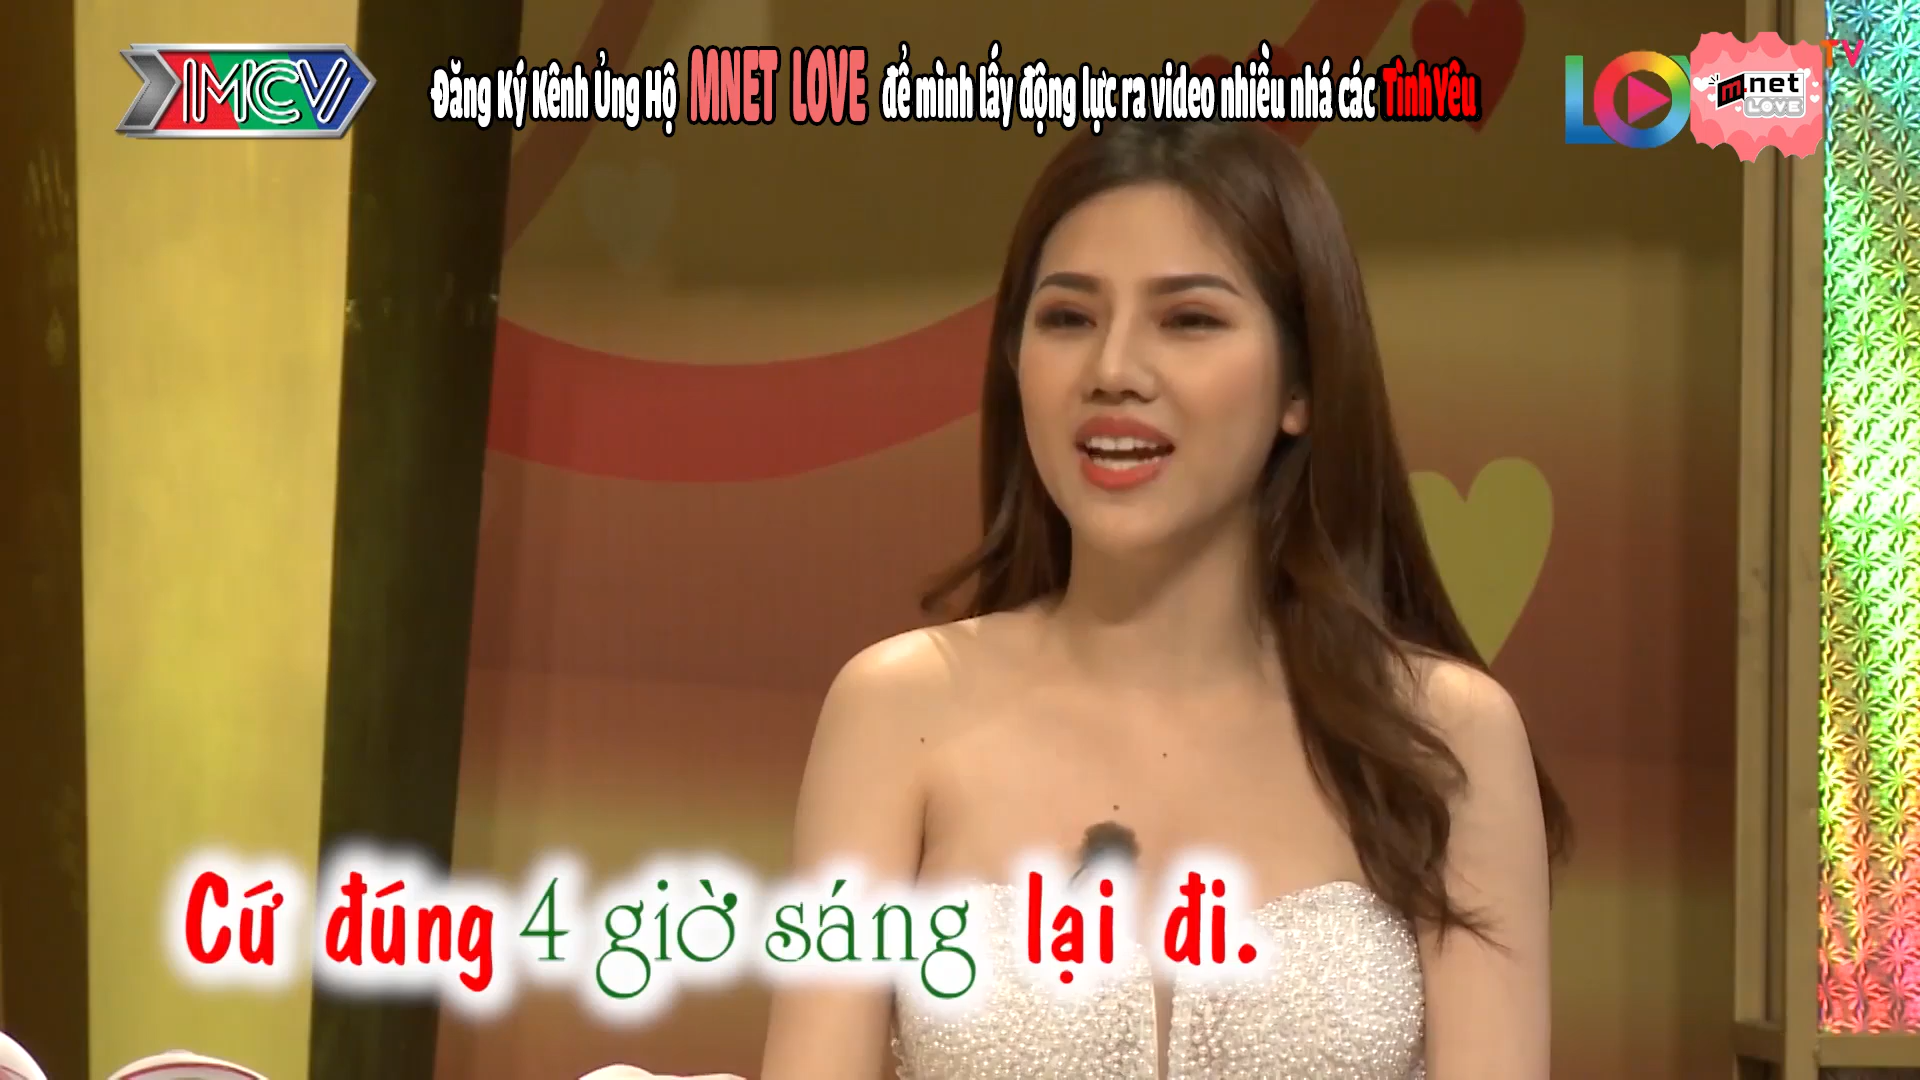 MCV
Đăng Ký Kênh Ủng Hộ MNET LOVE để mình lấy động lực ra video nhiều nhá các Tình Yêu
m.net
LOVE
TV
Cứ đúng 4 giờ sáng lại đi.